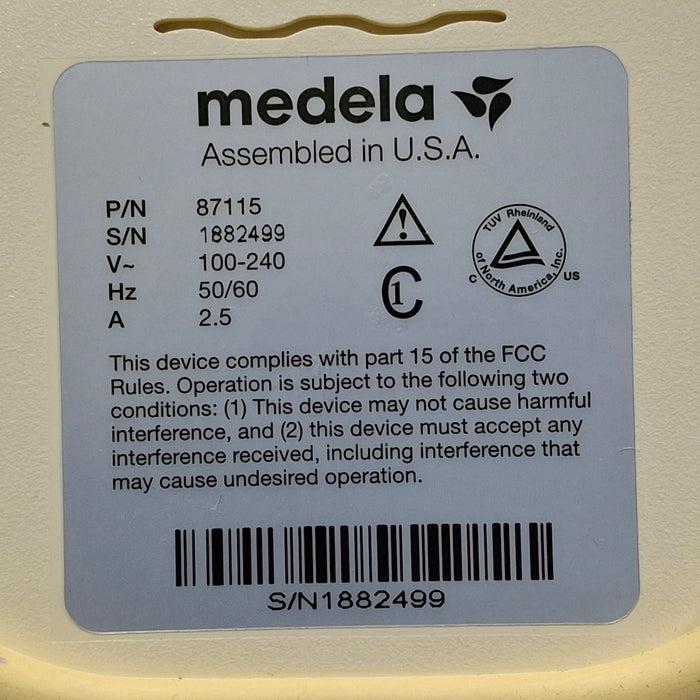 medela
Assembled in U.S.A.
P/N 87115
S/N 1882499
V~ 100-240
Hz 50/60
A 2.5
!
1
TUV Rheinland
of North America, Inc.
C US
This device complies with part 15 of the FCC
Rules. Operation is subject to the following two
conditions: (1) This device may not cause harmful
interference, and (2) this device must accept any
interference received, including interference that
may cause undesired operation.
S/N1882499